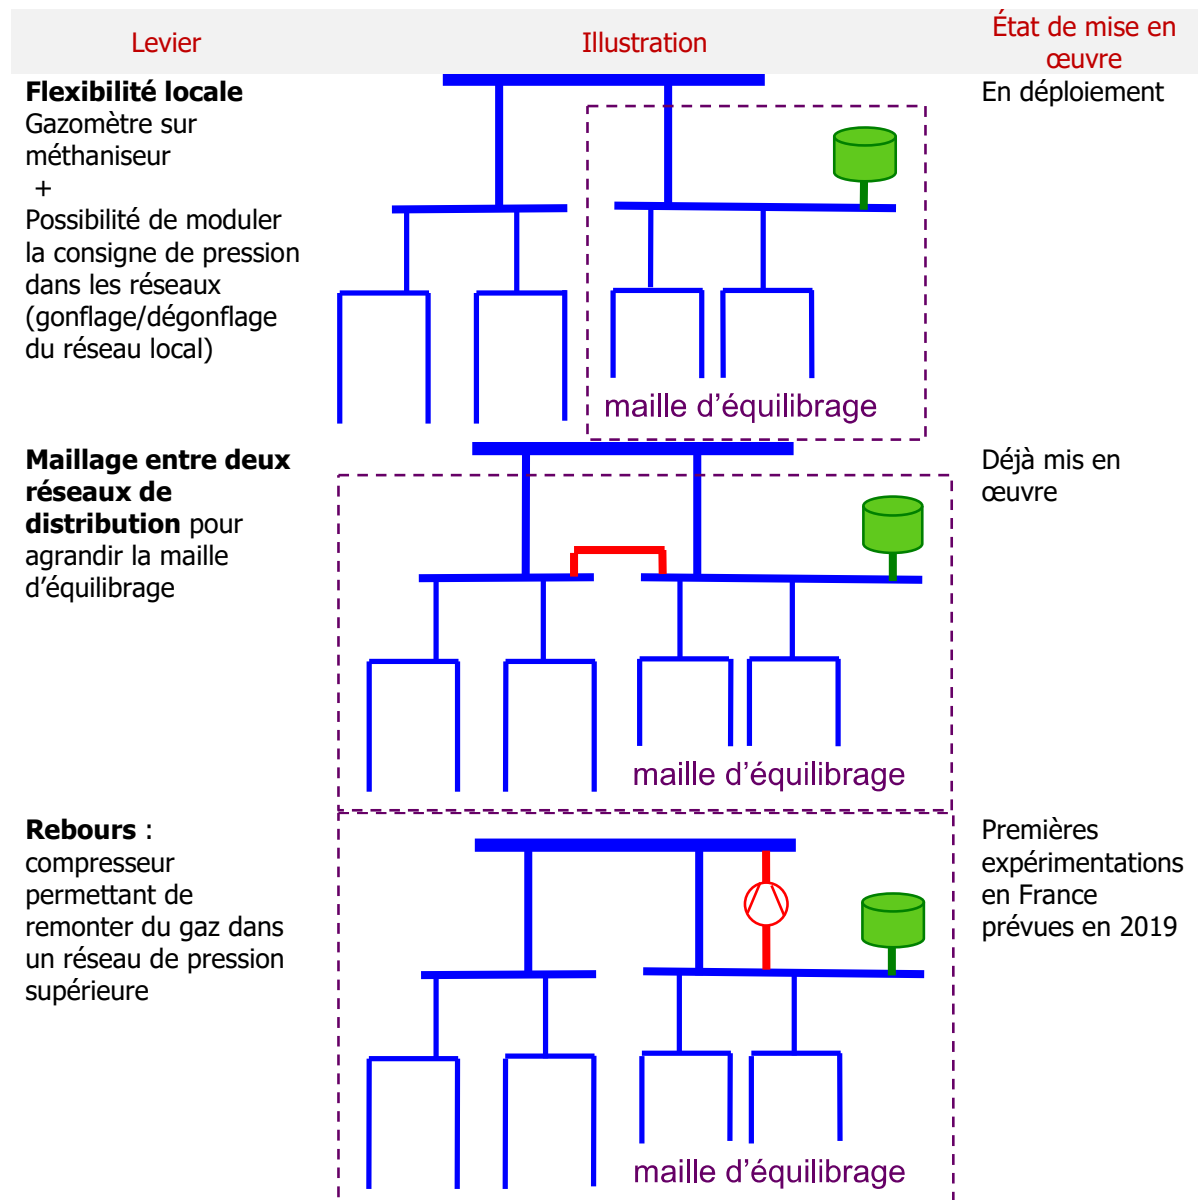 Levier
Illustration
État de mise en
œuvre
Flexibilité locale
Gazomètre sur
méthaniseur
+
Possibilité de moduler
la consigne de pression
dans les réseaux
(gonflage/dégonflage
du réseau local)
maille d’équilibrage
En déploiement
Maillage entre deux
réseaux de
distribution pour
agrandir la maille
d’équilibrage
maille d’équilibrage
Déjà mis en
œuvre
Rebours :
compresseur
permettant de
remonter du gaz dans
un réseau de pression
supérieure
maille d’équilibrage
Premières
expérimentations
en France
prévues en 2019